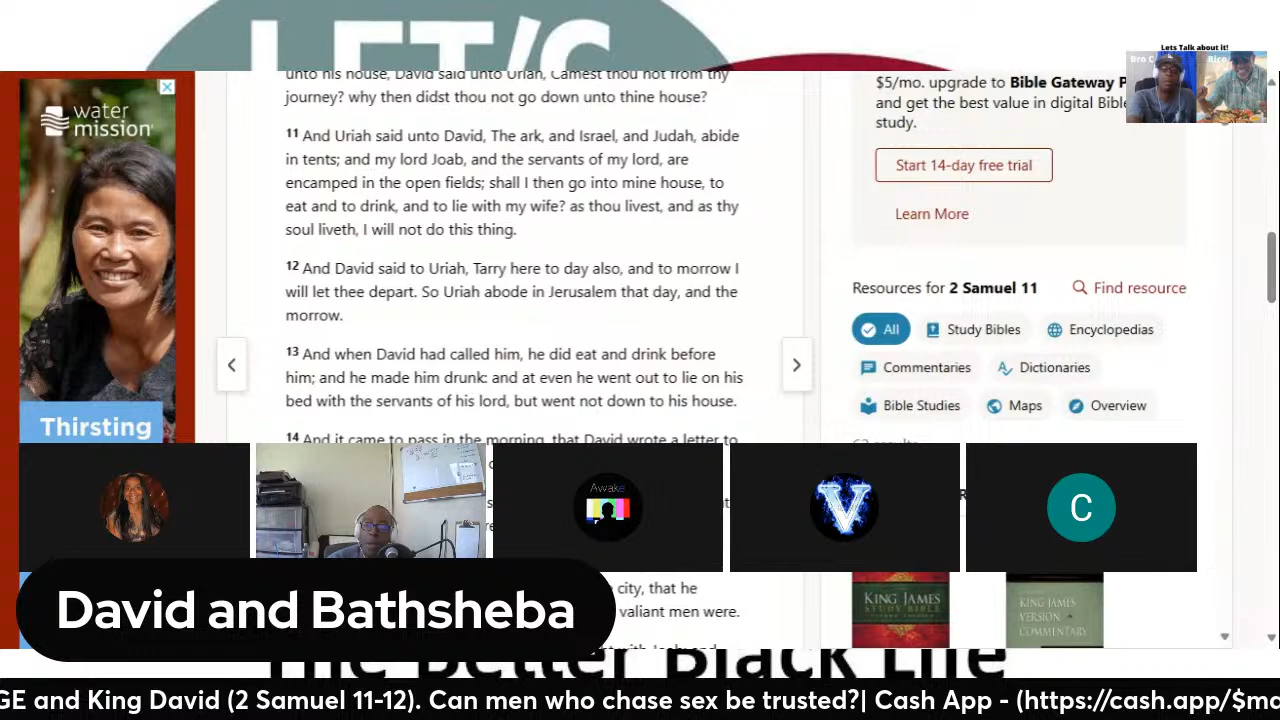 LET'S
Lets Talk about it!
Bro C
Rico
water
mission
Thirsting
unto his house, David said unto Uriah, Camest thou not from thy
journey? why then didst thou not go down unto thine house?
11 And Uriah said unto David, The ark, and Israel, and Judah, abide
in tents; and my lord Joab, and the servants of my lord, are
encamped in the open fields; shall I then go into mine house, to
eat and to drink, and to lie with my wife? as thou livest, and as thy
soul liveth, I will not do this thing.
12 And David said to Uriah, Tarry here to day also, and to morrow I
will let thee depart. So Uriah abode in Jerusalem that day, and the
morrow.
13 And when David had called him, he did eat and drink before
him; and he made him drunk: and at even he went out to lie on his
bed with the servants of his lord, but went not down to his house.
14 And it came to pass in the morning, that David wrote a letter to
city, that he
valiant men were.
$5/mo. upgrade to Bible Gateway P
and get the best value in digital Bible
study.
Start 14-day free trial
Learn More
Resources for 2 Samuel 11
Find resource
All
Study Bibles
Encyclopedias
Commentaries
Dictionaries
Bible Studies
Maps
Overview
KING JAMES
STUDY BIBLE
KING JAMES
VERSION
COMMENTARY
Awake
V
C
David and Bathsheba
The Better Black Life
GE and King David (2 Samuel 11-12). Can men who chase sex be trusted?| Cash App - (https://cash.app/$mo